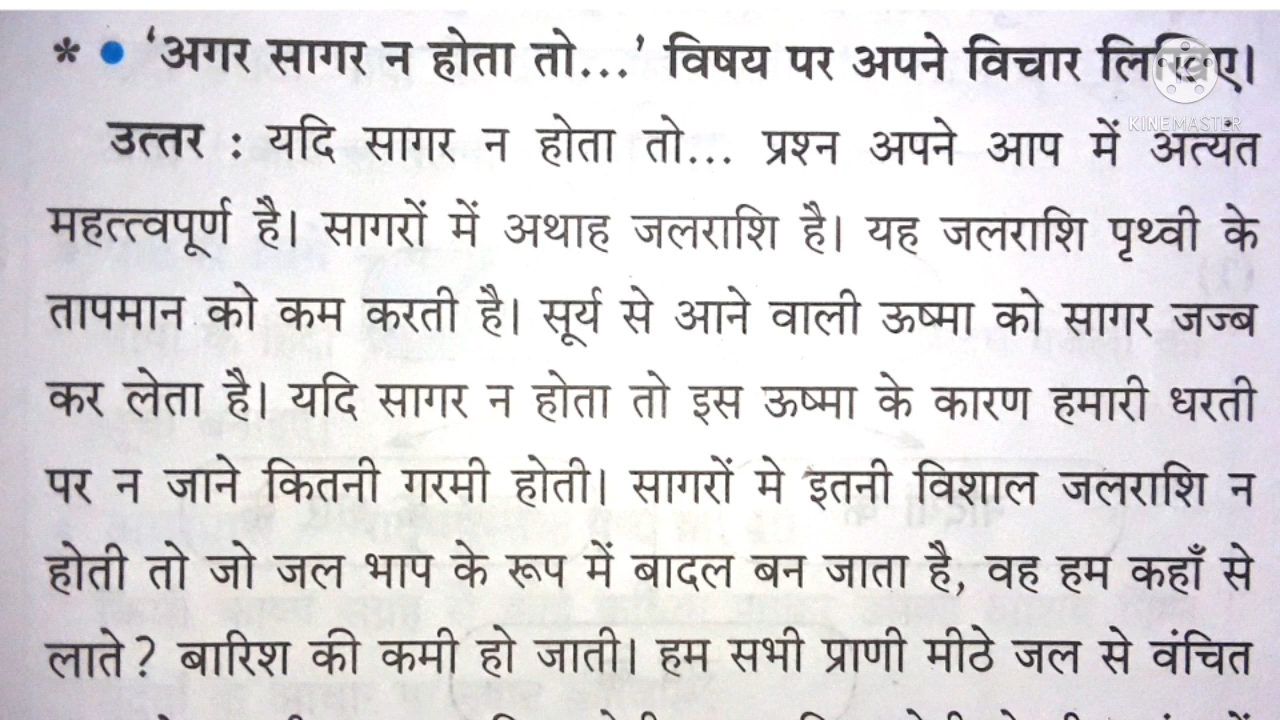 * • ‘अगर सागर न होता तो...’ विषय पर अपने विचार लिखिए।
KINEMASTER
उत्तर : यदि सागर न होता तो... प्रश्न अपने आप में अत्यत
महत्त्वपूर्ण है। सागरों में अथाह जलराशि है। यह जलराशि पृथ्वी के
तापमान को कम करती है। सूर्य से आने वाली ऊष्मा को सागर जज्ब
कर लेता है। यदि सागर न होता तो इस ऊष्मा के कारण हमारी धरती
पर न जाने कितनी गरमी होती। सागरों मे इतनी विशाल जलराशि न
होती तो जो जल भाप के रूप में बादल बन जाता है, वह हम कहाँ से
लाते? बारिश की कमी हो जाती। हम सभी प्राणी मीठे जल से वंचित